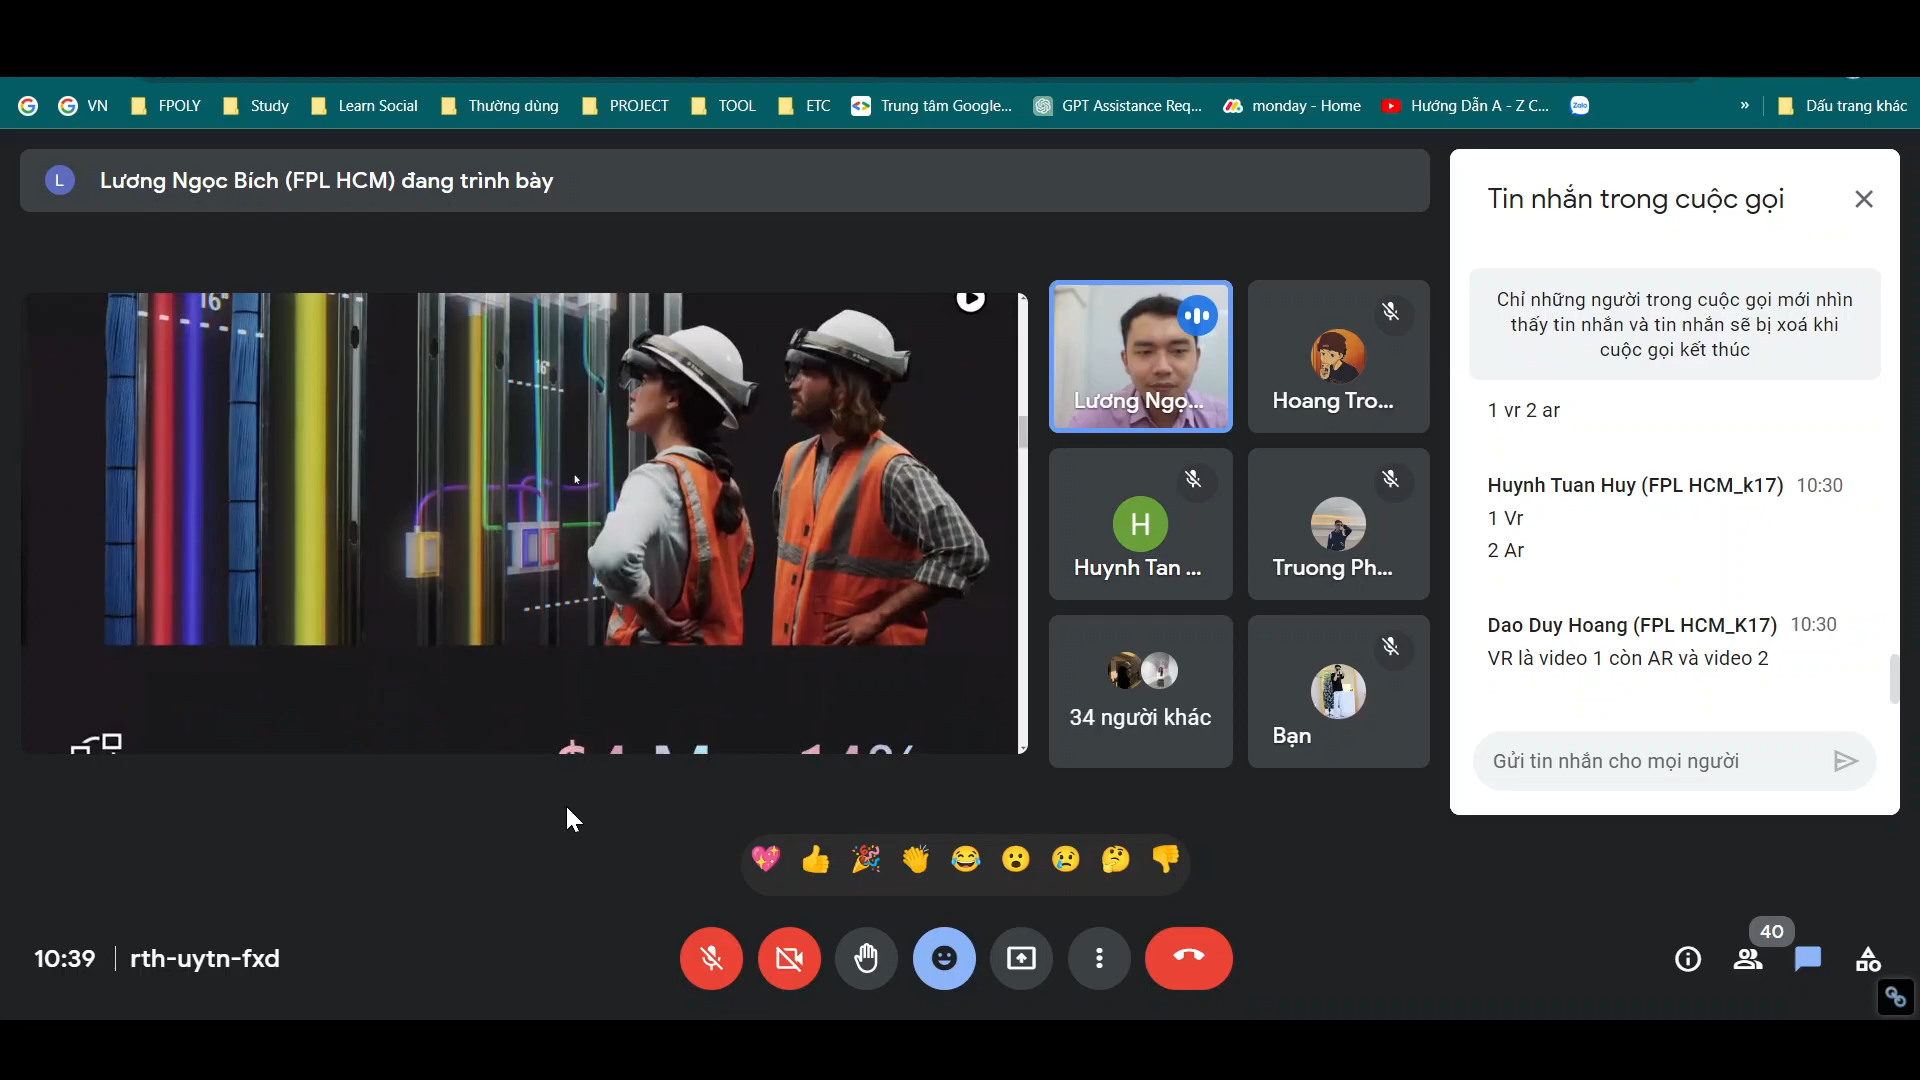 VN
FPOLY
Study
Learn Social
Thường dùng
PROJECT
TOOL
ETC
Trung tâm Google...
GPT Assistance Req...
monday - Home
Hướng Dẫn A - Z C...
Zalo
»
Dấu trang khác
L
Lương Ngọc Bích (FPL HCM) đang trình bày
16"
16"
Lương Ngọ...
Hoang Tro...
H
Huynh Tan ...
Truong Ph...
34 người khác
Bạn
Tin nhắn trong cuộc gọi
Chỉ những người trong cuộc gọi mới nhìn
thấy tin nhắn và tin nhắn sẽ bị xoá khi
cuộc gọi kết thúc
1 vr 2 ar
Huynh Tuan Huy (FPL HCM_k17) 10:30
1 Vr
2 Ar
Dao Duy Hoang (FPL HCM_K17) 10:30
VR là video 1 còn AR và video 2
Gửi tin nhắn cho mọi người
10:39 | rth-uytn-fxd
40